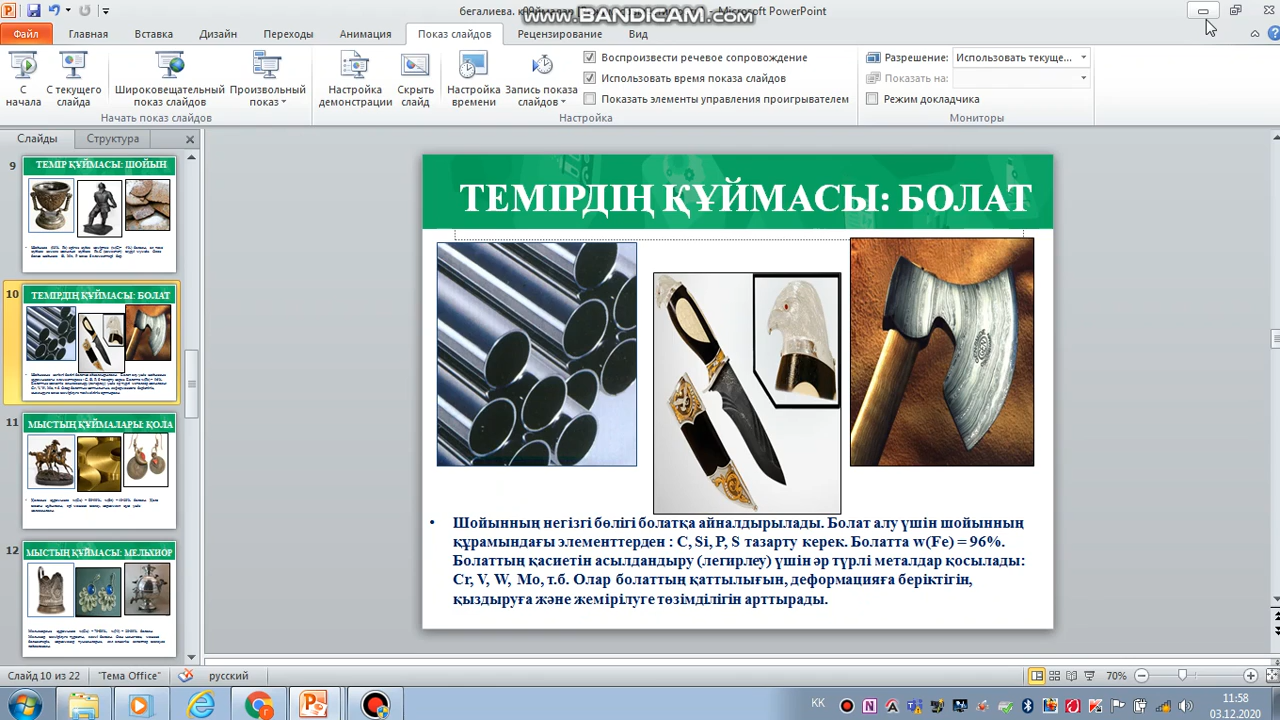 бегалиева.
www.BANDICAM.com
Microsoft PowerPoint
Файл
Главная
Вставка
Дизайн
Переходы
Анимация
Показ слайдов
Рецензирование
Вид
С начала
С текущего слайда
Широковещательный показ слайдов
Произвольный показ
Настройка демонстрации
Скрыть слайд
Настройка времени
Запись показа слайдов
Воспроизвести речевое сопровождение
Использовать время показа слайдов
Показать элементы управления проигрывателем
Разрешение:
Использовать текуще...
Показать на:
Режим докладчика
Начать показ слайдов
Настройка
Мониторы
Слайды
Структура
9
ТЕМІР ҚҰЙМАСЫ: ШОЙЫН
10
ТЕМІРДІҢ ҚҰЙМАСЫ: БОЛАТ
11
МЫСТЫҢ ҚҰЙМАЛАРЫ: ҚОЛА
12
МЫСТЫҢ ҚҰЙМАСЫ: МЕЛЬХИОР
ТЕМІРДІҢ ҚҰЙМАСЫ: БОЛАТ
• Шойынның негізгі бөлігі болатқа айналдырылады. Болат алу үшін шойынның
құрамындағы элементтерден : C, Si, P, S тазарту керек. Болатта w(Fe) = 96%.
Болаттың қасиетін асылдандыру (легирлеу) үшін әр түрлі металдар қосылады:
Cr, V, W, Mo, т.б. Олар болаттың қаттылығын, деформацияға беріктігін,
қыздыруға және жемірілуге төзімділігін арттырады.
Слайд 10 из 22
"Тема Office"
русский
70%
KK
11:58
03.12.2020